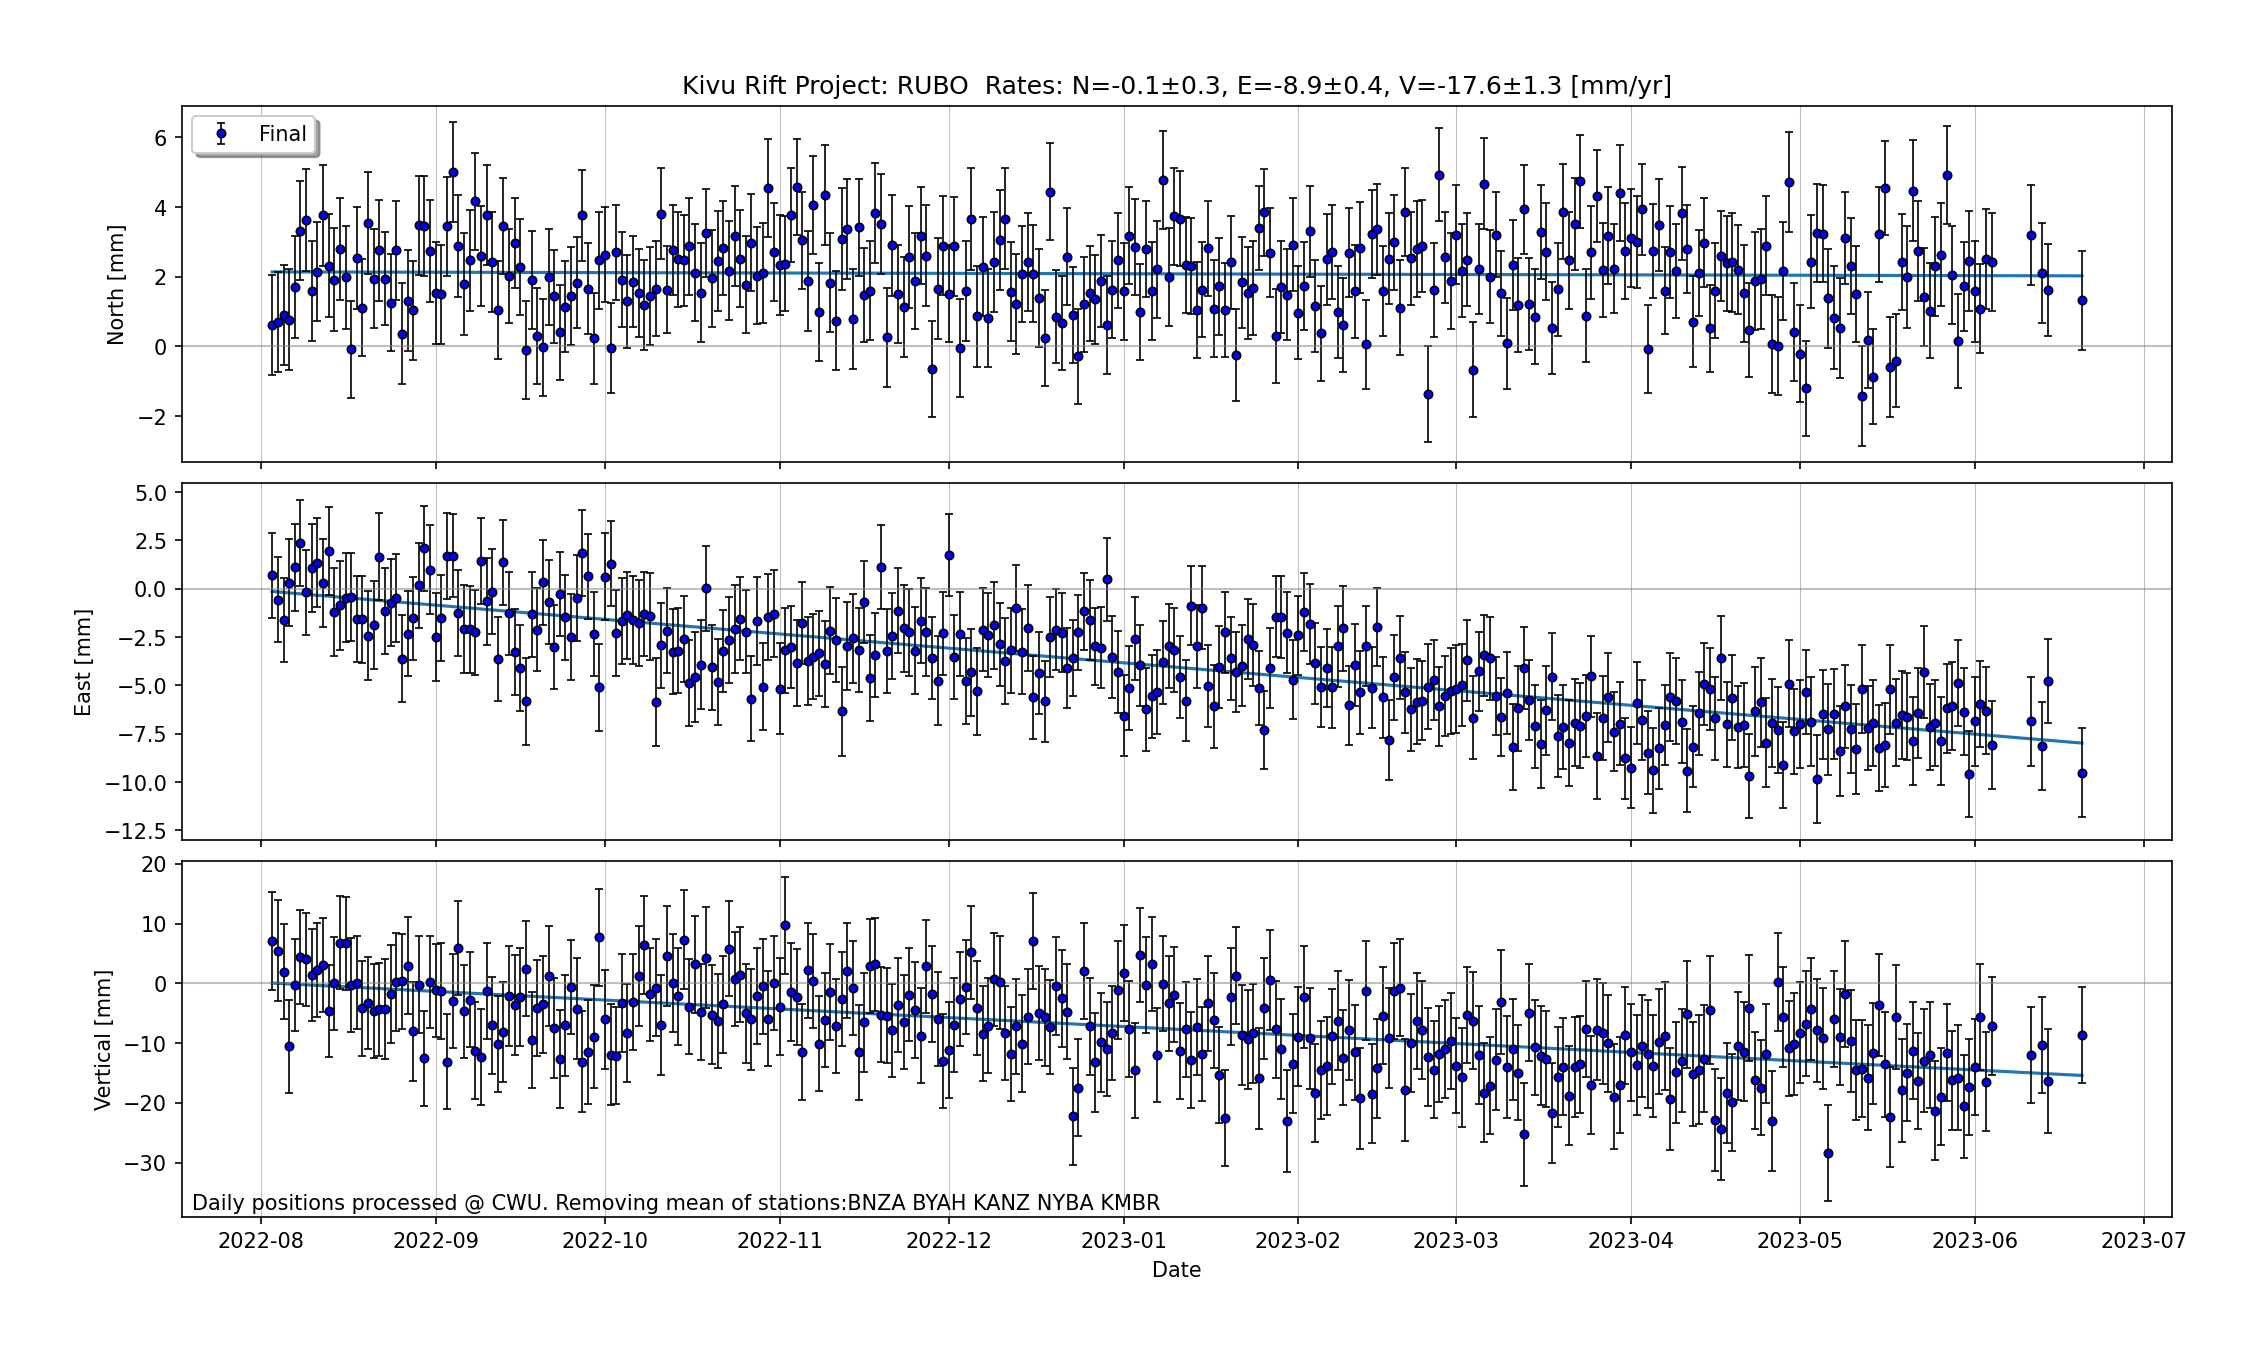 Kivu Rift Project: RUBO  Rates: N=-0.1±0.3, E=-8.9±0.4, V=-17.6±1.3 [mm/yr]
Final
North [mm]
6
4
2
0
−2
East [mm]
5.0
2.5
0.0
−2.5
−5.0
−7.5
−10.0
−12.5
Vertical [mm]
20
10
0
−10
−20
−30
Daily positions processed @ CWU. Removing mean of stations:BNZA BYAH KANZ NYBA KMBR
2022-08 2022-09 2022-10 2022-11 2022-12 2023-01 2023-02 2023-03 2023-04 2023-05 2023-06 2023-07
Date